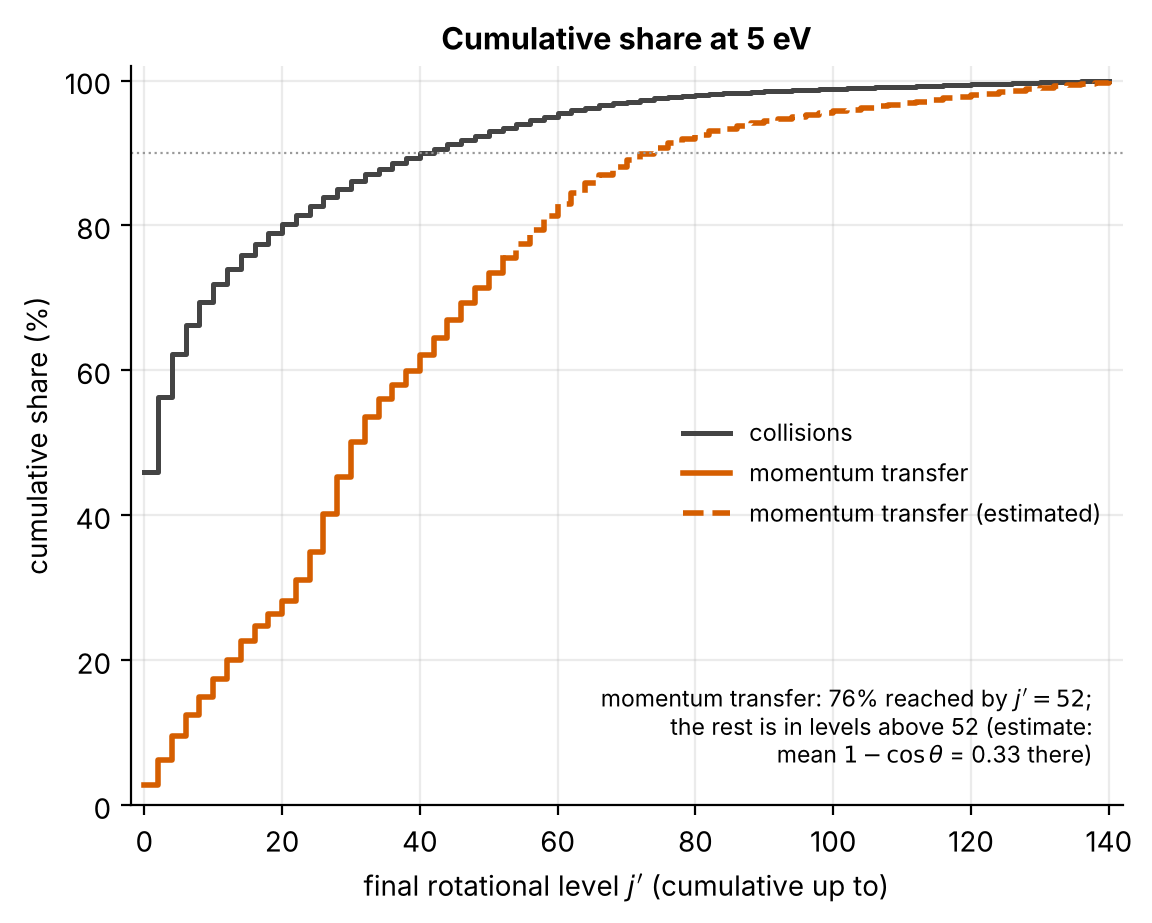 Cumulative share at 5 eV
cumulative share (%)
100
80
60
40
20
0
collisions
momentum transfer
momentum transfer (estimated)
momentum transfer: 76% reached by j′ = 52;
the rest is in levels above 52 (estimate:
mean 1 − cos θ = 0.33 there)
0 20 40 60 80 100 120 140
final rotational level j′ (cumulative up to)